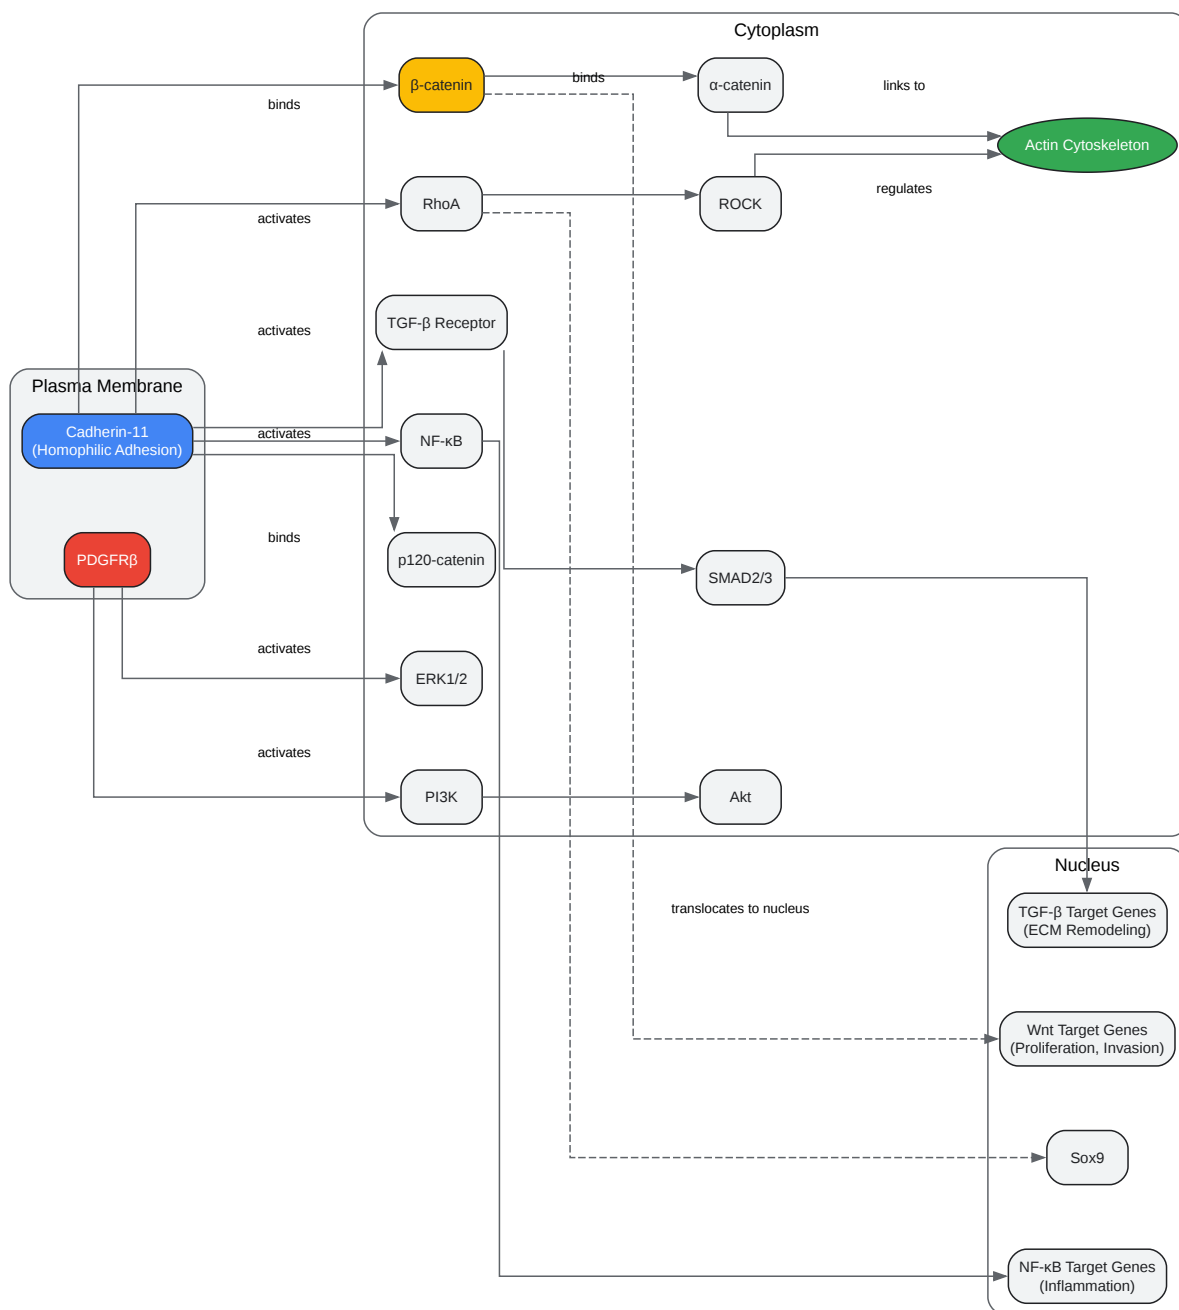 Cytoplasm
β-catenin
binds
α-catenin
links to
binds
Actin Cytoskeleton
regulates
RhoA
ROCK
activates
TGF-β Receptor
activates
Plasma Membrane
Cadherin-11
(Homophilic Adhesion)
activates
NF-κB
binds
PDGFRβ
p120-catenin
SMAD2/3
activates
ERK1/2
activates
PI3K
Akt
Nucleus
translocates to nucleus
TGF-β Target Genes
(ECM Remodeling)
Wnt Target Genes
(Proliferation, Invasion)
Sox9
NF-κB Target Genes
(Inflammation)